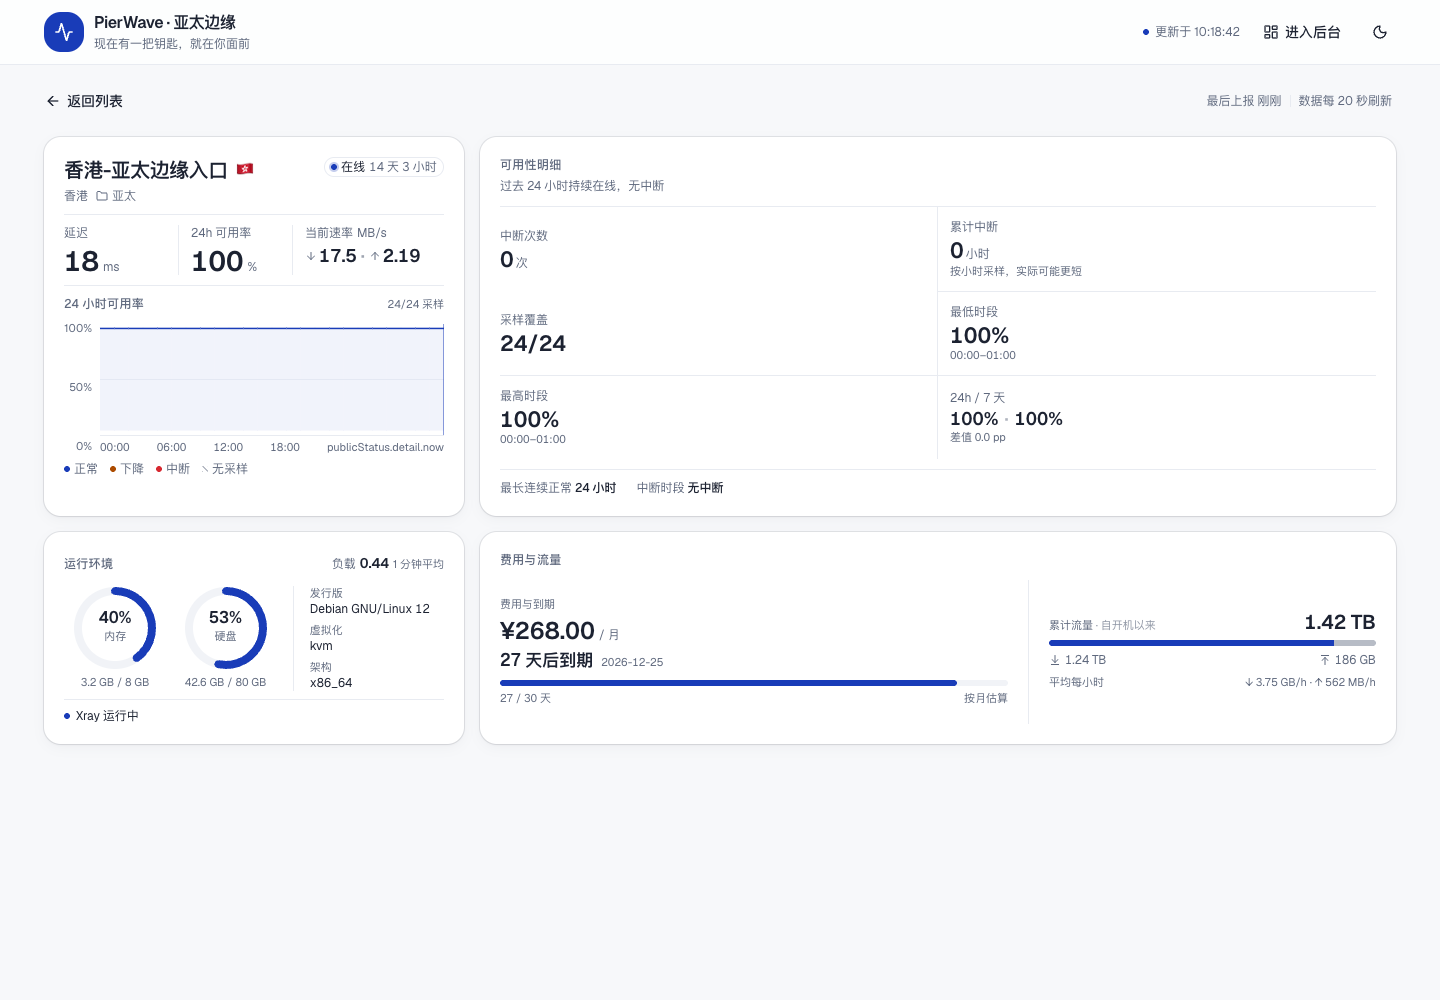 PierWave · 亚太边缘
现在有一把钥匙，就在你面前
更新于 10:18:42
进入后台
返回列表
最后上报 刚刚
数据每 20 秒刷新
香港-亚太边缘入口
在线 14 天 3 小时
香港 亚太
延迟
18 ms
24h 可用率
100 %
当前速率 MB/s
↓ 17.5 · ↑ 2.19
24 小时可用率
24/24 采样
100%
50%
0%
00:00 06:00 12:00 18:00 publicStatus.detail.now
正常 下降 中断 无采样
可用性明细
过去 24 小时持续在线，无中断
中断次数
0 次
累计中断
0 小时
按小时采样，实际可能更短
采样覆盖
24/24
最低时段
100%
00:00–01:00
最高时段
100%
00:00–01:00
24h / 7 天
100% · 100%
差值 0.0 pp
最长连续正常 24 小时 中断时段 无中断
运行环境
负载 0.44 1 分钟平均
40%
内存
3.2 GB / 8 GB
53%
硬盘
42.6 GB / 80 GB
发行版
Debian GNU/Linux 12
虚拟化
kvm
架构
x86_64
Xray 运行中
费用与流量
费用与到期
¥268.00 / 月
27 天后到期 2026-12-25
27 / 30 天
按月估算
累计流量 · 自开机以来
1.42 TB
1.24 TB
186 GB
平均每小时
↓ 3.75 GB/h · ↑ 562 MB/h